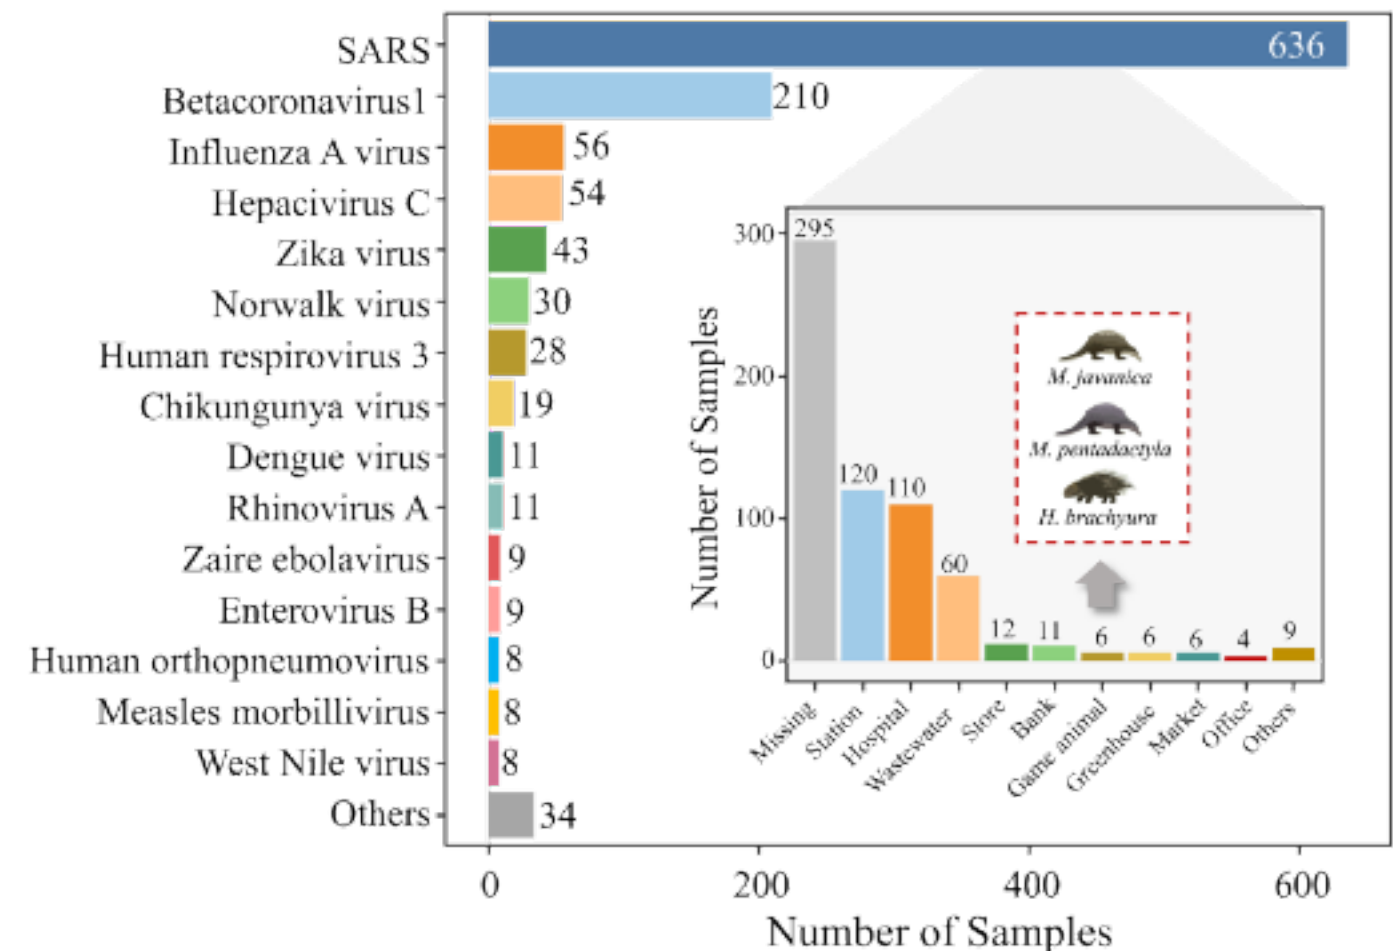 SARS 636
Betacoronavirus1 210
Influenza A virus 56
Hepacivirus C 54
Zika virus 43
Norwalk virus 30
Human respirovirus 3 28
Chikungunya virus 19
Dengue virus 11
Rhinovirus A 11
Zaire ebolavirus 9
Enterovirus B 9
Human orthopneumovirus 8
Measles morbillivirus 8
West Nile virus 8
Others 34
0 200 400 600
Number of Samples
Number of Samples
300
200
100
0
295 120 110 60 12 11 6 6 6 4 9
M. javanica
M. pentadactyla
H. brachyura
Missing
Station
Hospital
Wastewater
Store
Bank
Game animal
Greenhouse
Market
Office
Others